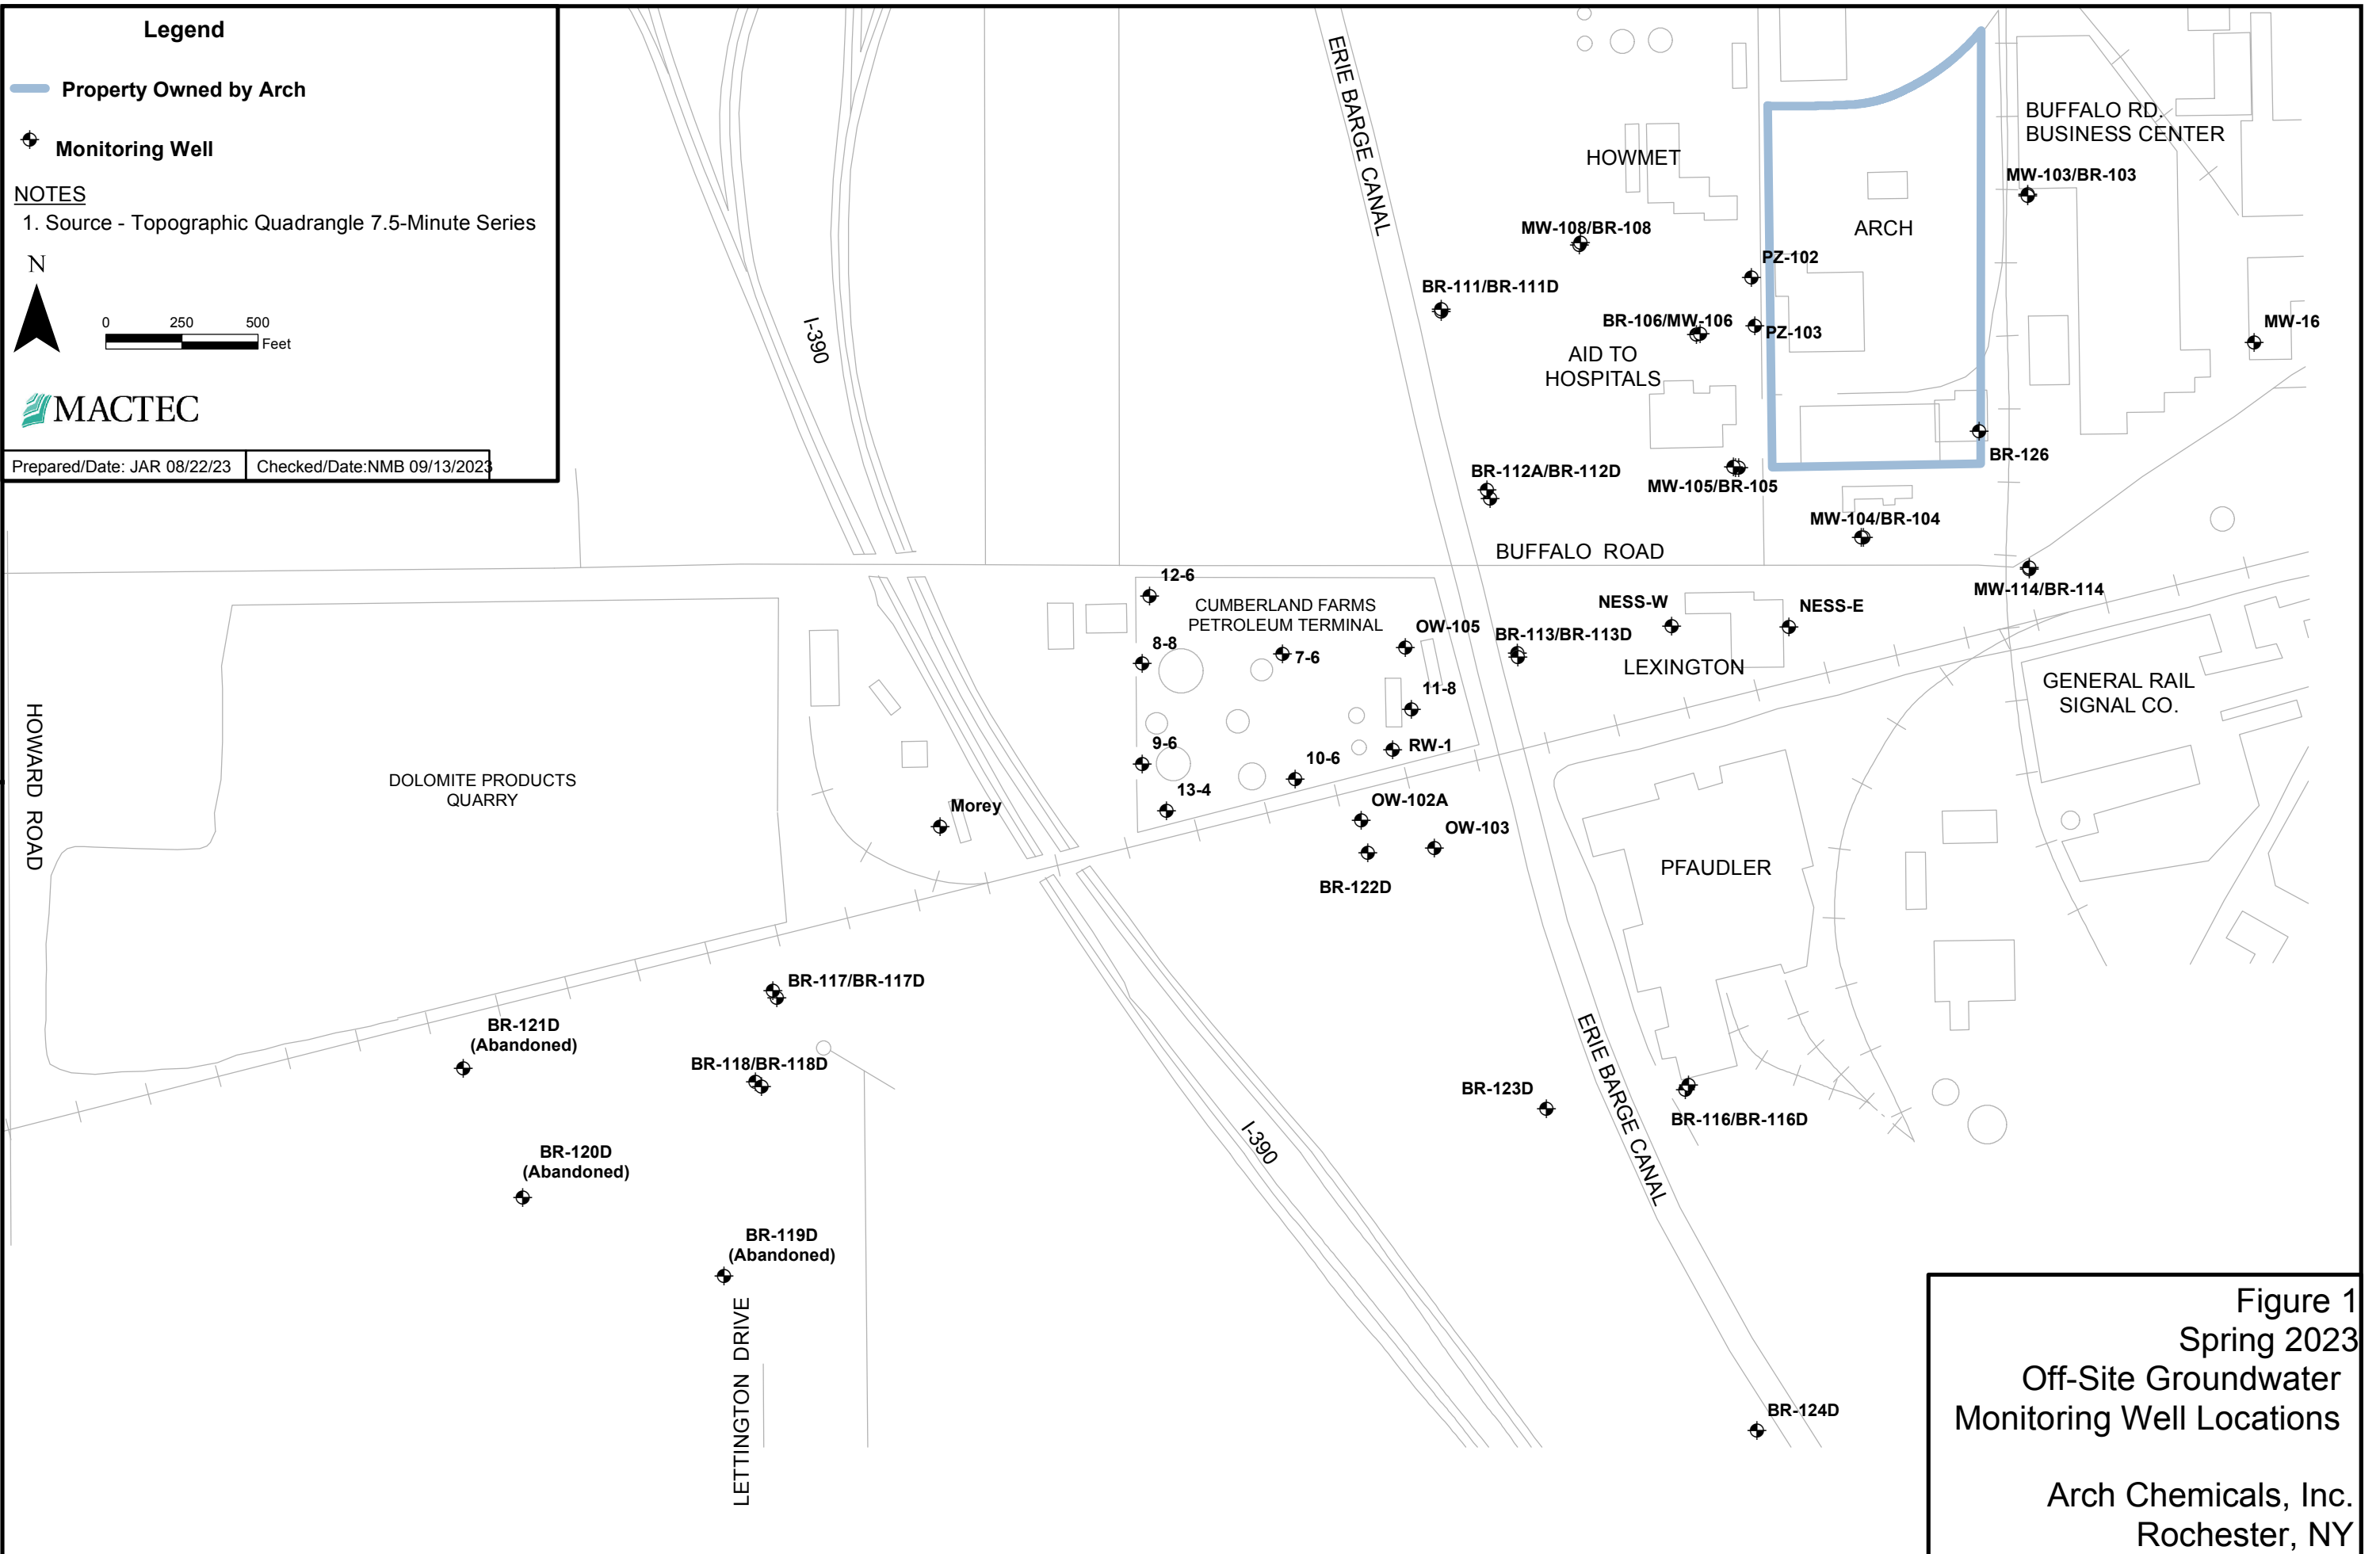 Legend
Property Owned by Arch
Monitoring Well
NOTES
1. Source - Topographic Quadrangle 7.5-Minute Series
N
0 250 500
Feet
MACTEC
Prepared/Date: JAR 08/22/23 Checked/Date:NMB 09/13/2023
ERIE BARGE CANAL
I-390
HOWMET
BUFFALO RD.
BUSINESS CENTER
MW-103/BR-103
ARCH
MW-108/BR-108
PZ-102
BR-111/BR-111D
BR-106/MW-106
PZ-103
MW-16
AID TO
HOSPITALS
BR-126
BR-112A/BR-112D
MW-105/BR-105
MW-104/BR-104
BUFFALO ROAD
MW-114/BR-114
12-6
CUMBERLAND FARMS
PETROLEUM TERMINAL
NESS-W
NESS-E
OW-105
BR-113/BR-113D
8-8
7-6
LEXINGTON
GENERAL RAIL
SIGNAL CO.
11-8
HOWARD ROAD
9-6
RW-1
10-6
DOLOMITE PRODUCTS
QUARRY
13-4
Morey
OW-102A
OW-103
PFAUDLER
BR-122D
BR-117/BR-117D
BR-121D
(Abandoned)
BR-118/BR-118D
BR-123D
ERIE BARGE CANAL
BR-116/BR-116D
I-390
BR-120D
(Abandoned)
BR-119D
(Abandoned)
LETTINGTON DRIVE
BR-124D
Figure 1
Spring 2023
Off-Site Groundwater
Monitoring Well Locations
Arch Chemicals, Inc.
Rochester, NY